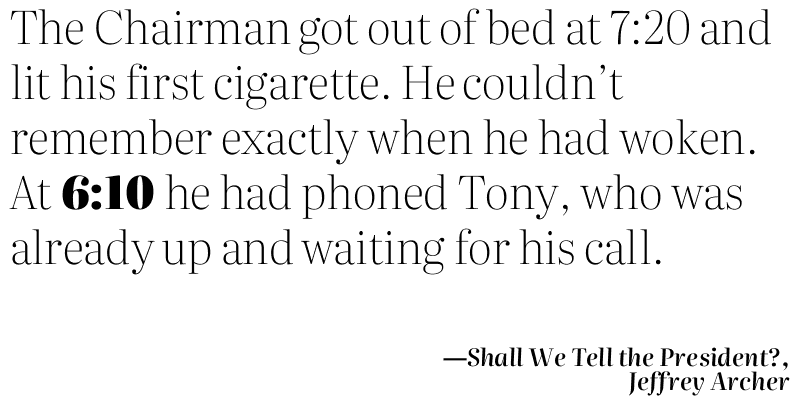 The Chairman got out of bed at 7:20 and
lit his first cigarette. He couldn’t
remember exactly when he had woken.
At 6:10 he had phoned Tony, who was
already up and waiting for his call.
—Shall We Tell the President?,
Jeffrey Archer